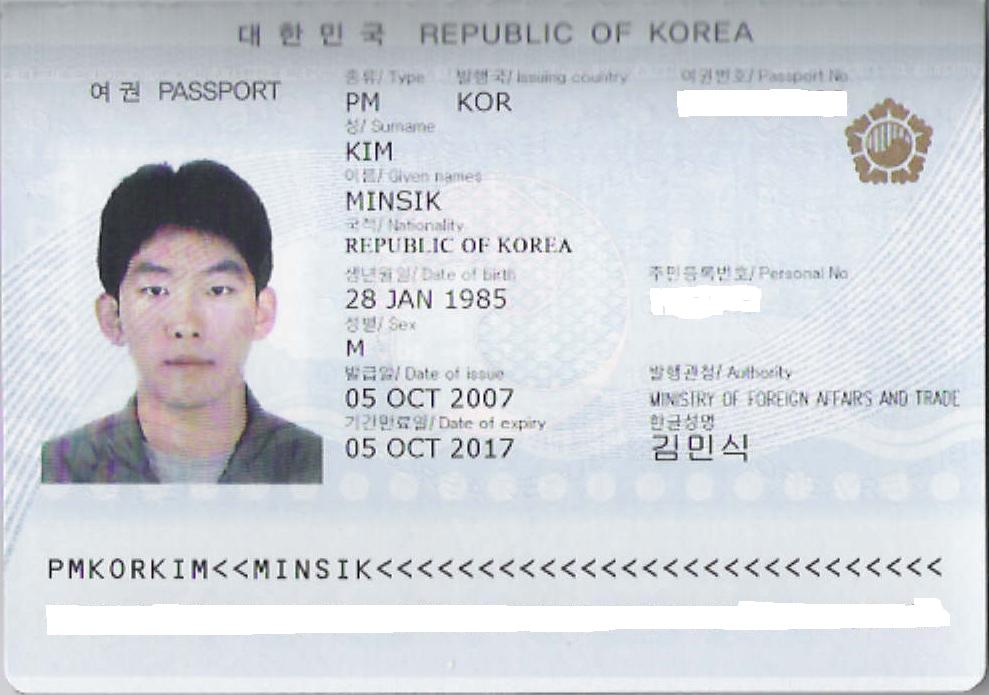 대한민국 REPUBLIC OF KOREA
여권 PASSPORT
종류/ Type 발행국/ Issuing country 여권번호/ Passport No
PM KOR
성/ Surname
KIM
이름/ Given names
MINSIK
국적/ Nationality
REPUBLIC OF KOREA
생년월일/ Date of birth 주민등록번호/ Personal No
28 JAN 1985
성별/ Sex
M
발급일/ Date of issue 발행관청/ Authority
05 OCT 2007 MINISTRY OF FOREIGN AFFAIRS AND TRADE
기간만료일/ Date of expiry 한글성명
05 OCT 2017 김민식
PMKORKIM<<MINSIK<<<<<<<<<<<<<<<<<<<<<<<<<<<<